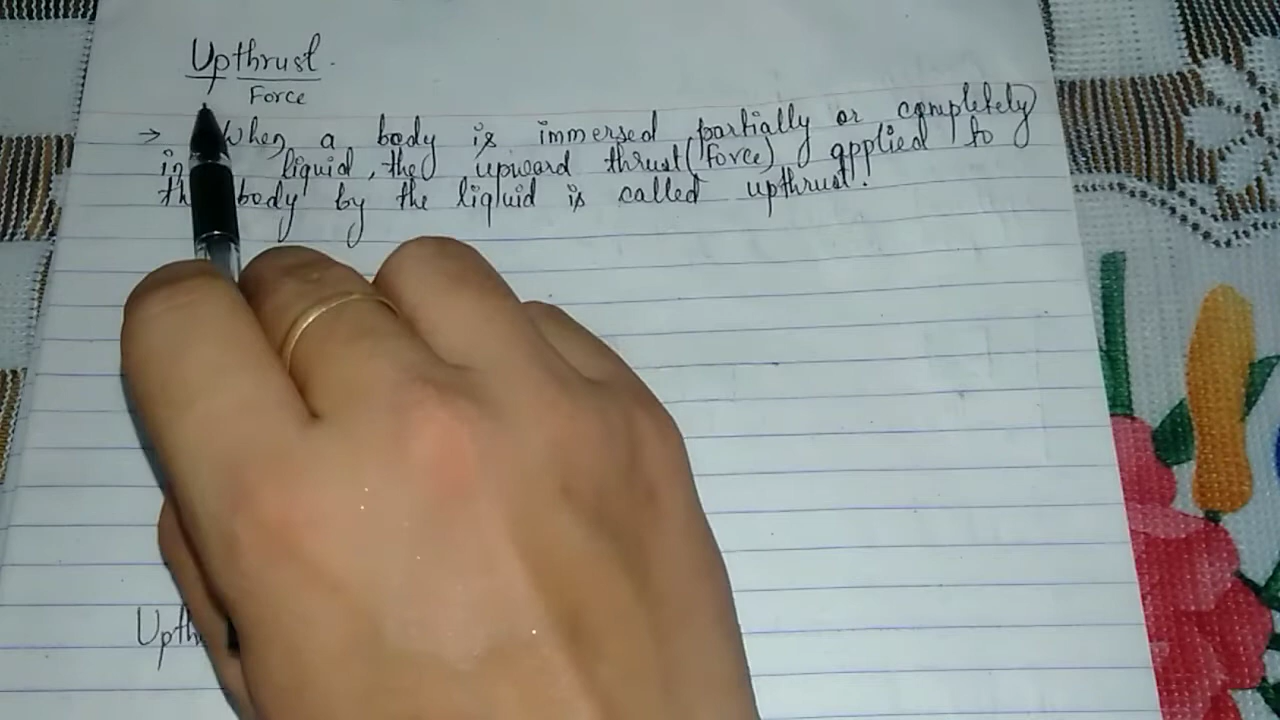 Upthrust.
Force
→ When a body is immersed partially or completely
in liquid, the upward thrust (force) applied to
body by the liquid is called upthrust.